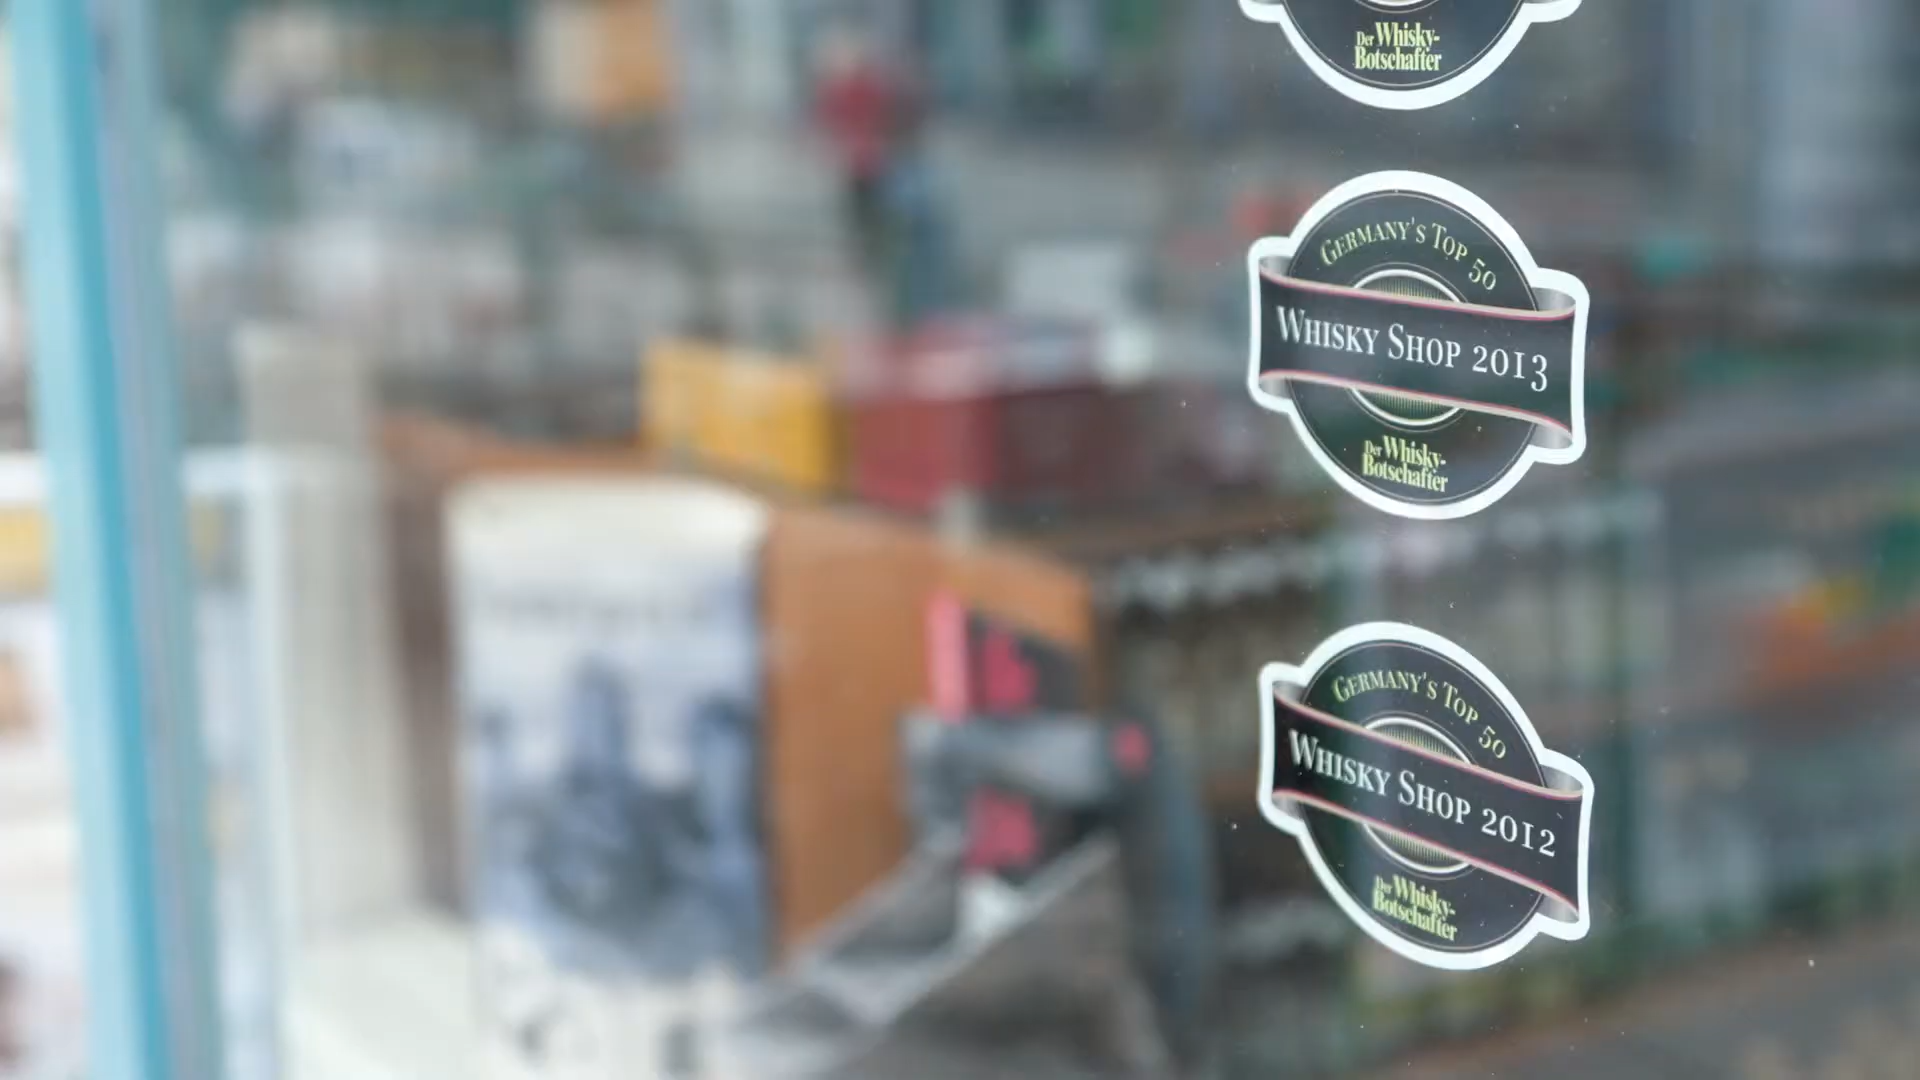 Der Whisky-
Botschafter
GERMANY'S TOP 50
WHISKY SHOP 2013
Der Whisky-
Botschafter
GERMANY'S TOP 50
WHISKY SHOP 2012
Der Whisky-
Botschafter